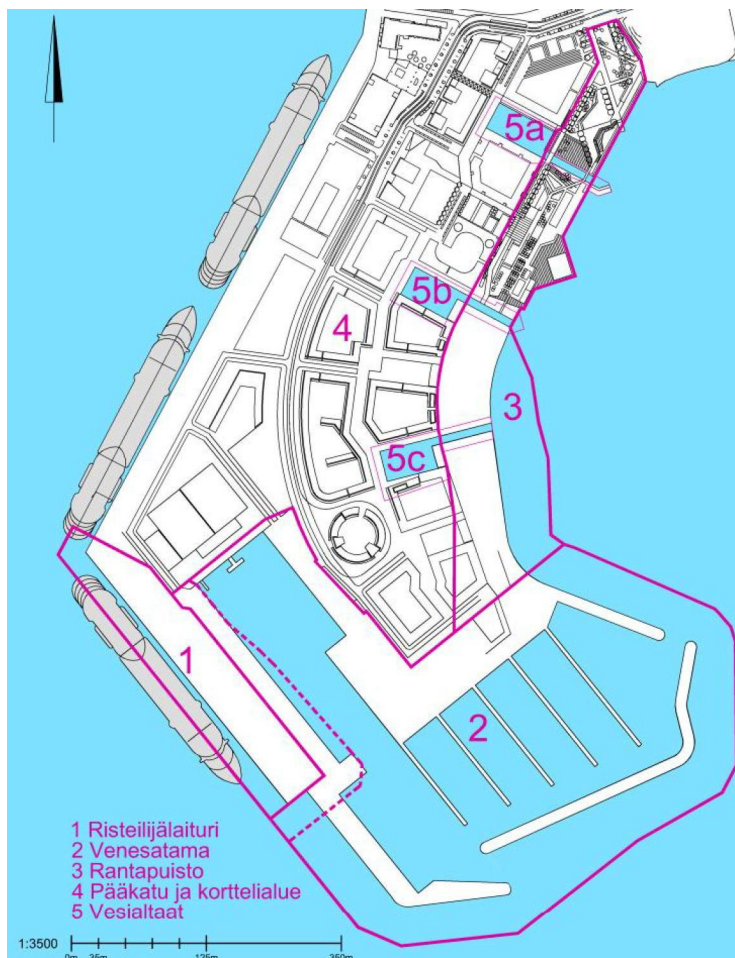 5a
5b
4
3
5c
1
2
1 Risteilijälaituri
2 Venesatama
3 Rantapuisto
4 Pääkatu ja korttelialue
5 Vesialtaat
1:3500
0m 35m 125m 350m